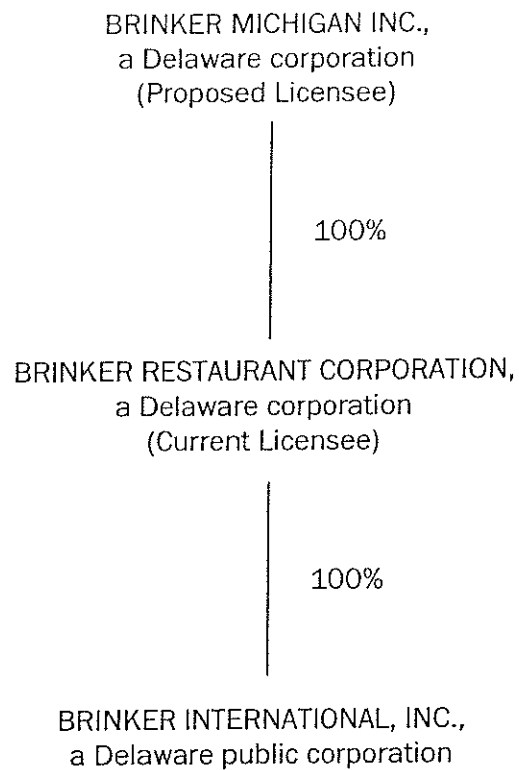 BRINKER MICHIGAN INC.,
a Delaware corporation
(Proposed Licensee)
100%
BRINKER RESTAURANT CORPORATION,
a Delaware corporation
(Current Licensee)
100%
BRINKER INTERNATIONAL, INC.,
a Delaware public corporation